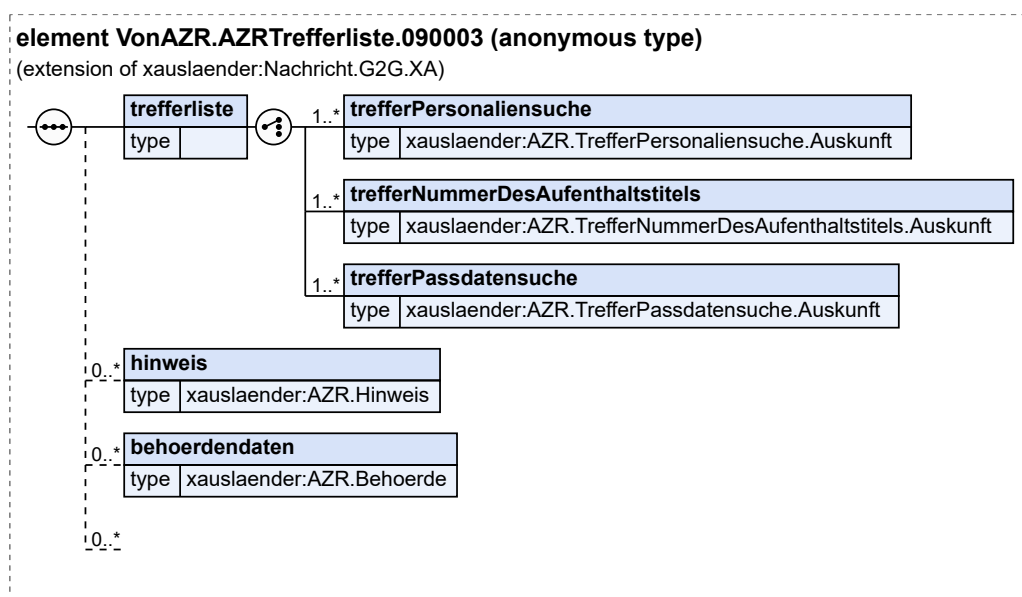 element VonAZR.AZRTrefferliste.090003 (anonymous type)
(extension of xauslaender:Nachricht.G2G.XA)
trefferliste
type
1..* trefferPersonaliensuche
type xauslaender:AZR.TrefferPersonaliensuche.Auskunft
1..* trefferNummerDesAufenthaltstitels
type xauslaender:AZR.TrefferNummerDesAufenthaltstitels.Auskunft
1..* trefferPassdatensuche
type xauslaender:AZR.TrefferPassdatensuche.Auskunft
0..* hinweis
type xauslaender:AZR.Hinweis
0..* behoerdendaten
type xauslaender:AZR.Behoerde
0..*